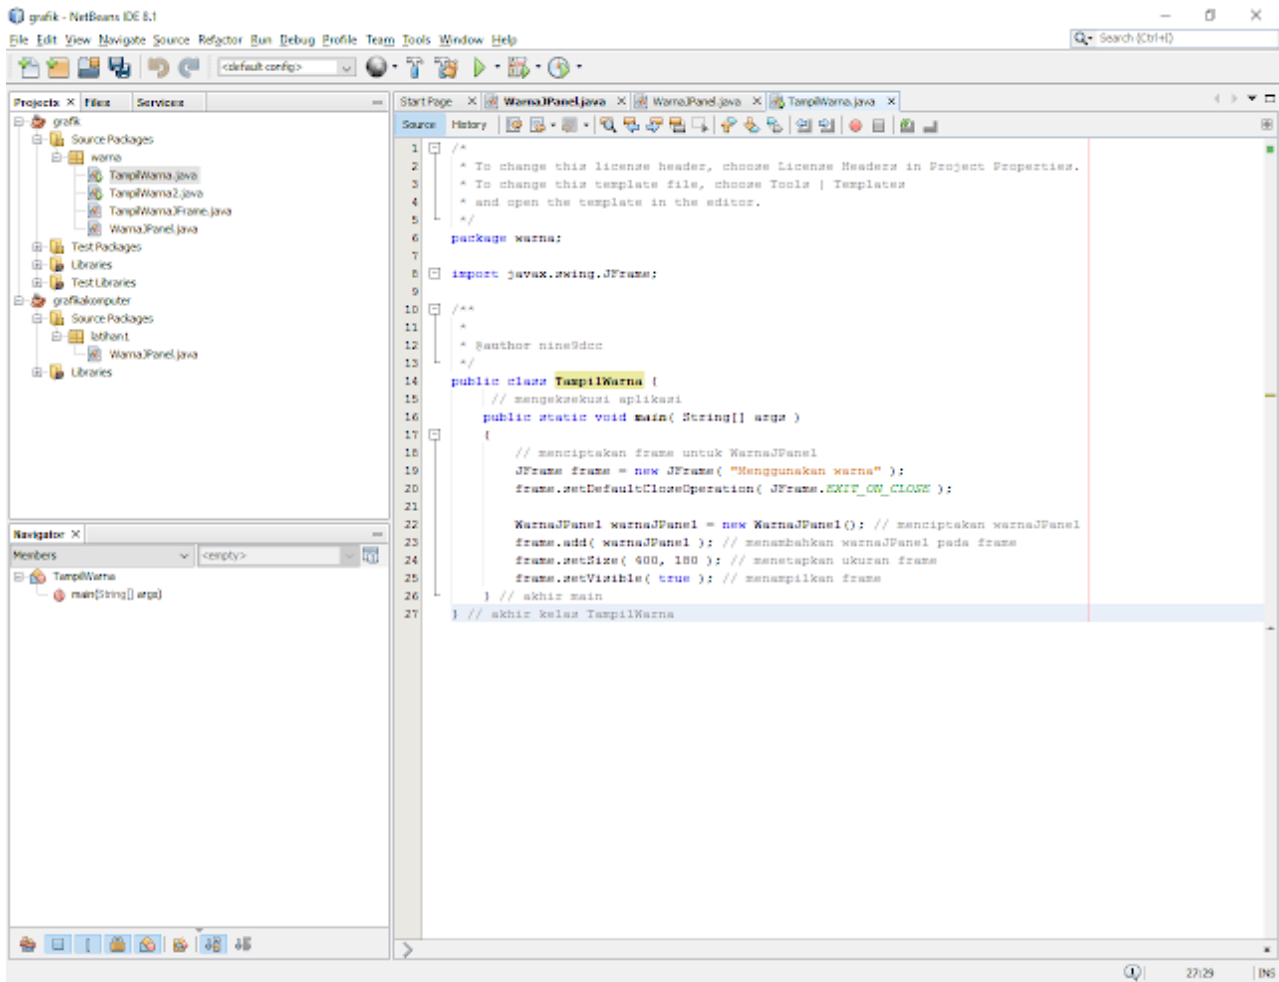 grafik - NetBeans IDE 8.1
File Edit View Navigate Source Refactor Run Debug Profile Team Tools Window Help
Search (Ctrl+I)
<default config>
Projects Files Services
Start Page WarnaJPanel.java WarnaJPanel.java TampilWarna.java
Source History
grafik
Source Packages
warna
TampilWarna.java
TampilWarna2.java
TampilWarnaJFrame.java
WarnaJPanel.java
Test Packages
Libraries
Test Libraries
grafikakomputer
Source Packages
latihan1
WarnaJPanel.java
Libraries
Navigator
Members <empty>
TampilWarna
main(String[] args)
1 /*
2 * To change this license header, choose License Headers in Project Properties.
3 * To change this template file, choose Tools | Templates
4 * and open the template in the editor.
5 */
6 package warna;
7
8 import javax.swing.JFrame;
9
10 /**
11 *
12 * @author nine9dcc
13 */
14 public class TampilWarna {
15 // mengeksekusi aplikasi
16 public static void main( String[] args )
17 {
18 // menciptakan frame untuk WarnaJPanel
19 JFrame frame = new JFrame( "Menggunakan warna" );
20 frame.setDefaultCloseOperation( JFrame.EXIT_ON_CLOSE );
21
22 WarnaJPanel warnaJPanel = new WarnaJPanel(); // menciptakan warnaJPanel
23 frame.add( warnaJPanel ); // menambahkan warnaJPanel pada frame
24 frame.setSize( 400, 180 ); // menetapkan ukuran frame
25 frame.setVisible( true ); // menampilkan frame
26 } // akhir main
27 } // akhir kelas TampilWarna
27:29 INS